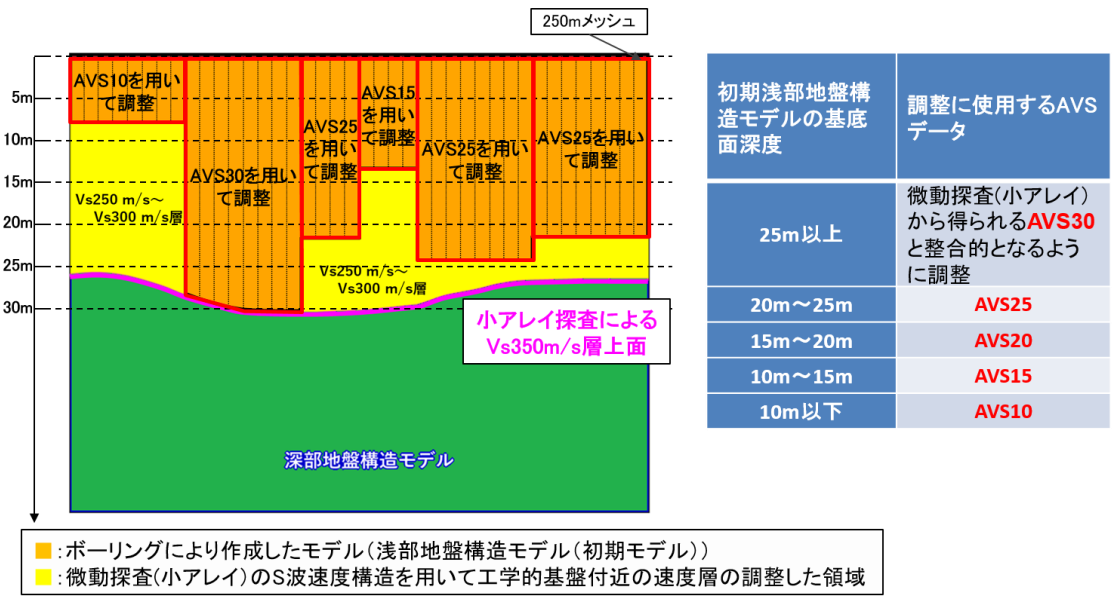 250mメッシュ
5m
10m
15m
20m
25m
30m
AVS10を用い
て調整
AVS30を用い
て調整
AVS25
を用い
て調整
AVS15
を用い
て調整
AVS25を用い
て調整
AVS25を用い
て調整
Vs250 m/s～
Vs300 m/s層
Vs250 m/s～
Vs300 m/s層
小アレイ探査による
Vs350m/s層上面
深部地盤構造モデル
初期浅部地盤構
造モデルの基底
面深度
調整に使用するAVS
データ
25m以上
微動探査(小アレイ)
から得られるAVS30
と整合的となるよう
に調整
20m～25m
AVS25
15m～20m
AVS20
10m～15m
AVS15
10m以下
AVS10
：ボーリングにより作成したモデル（浅部地盤構造モデル（初期モデル））
：微動探査(小アレイ)のS波速度構造を用いて工学的基盤付近の速度層の調整した領域